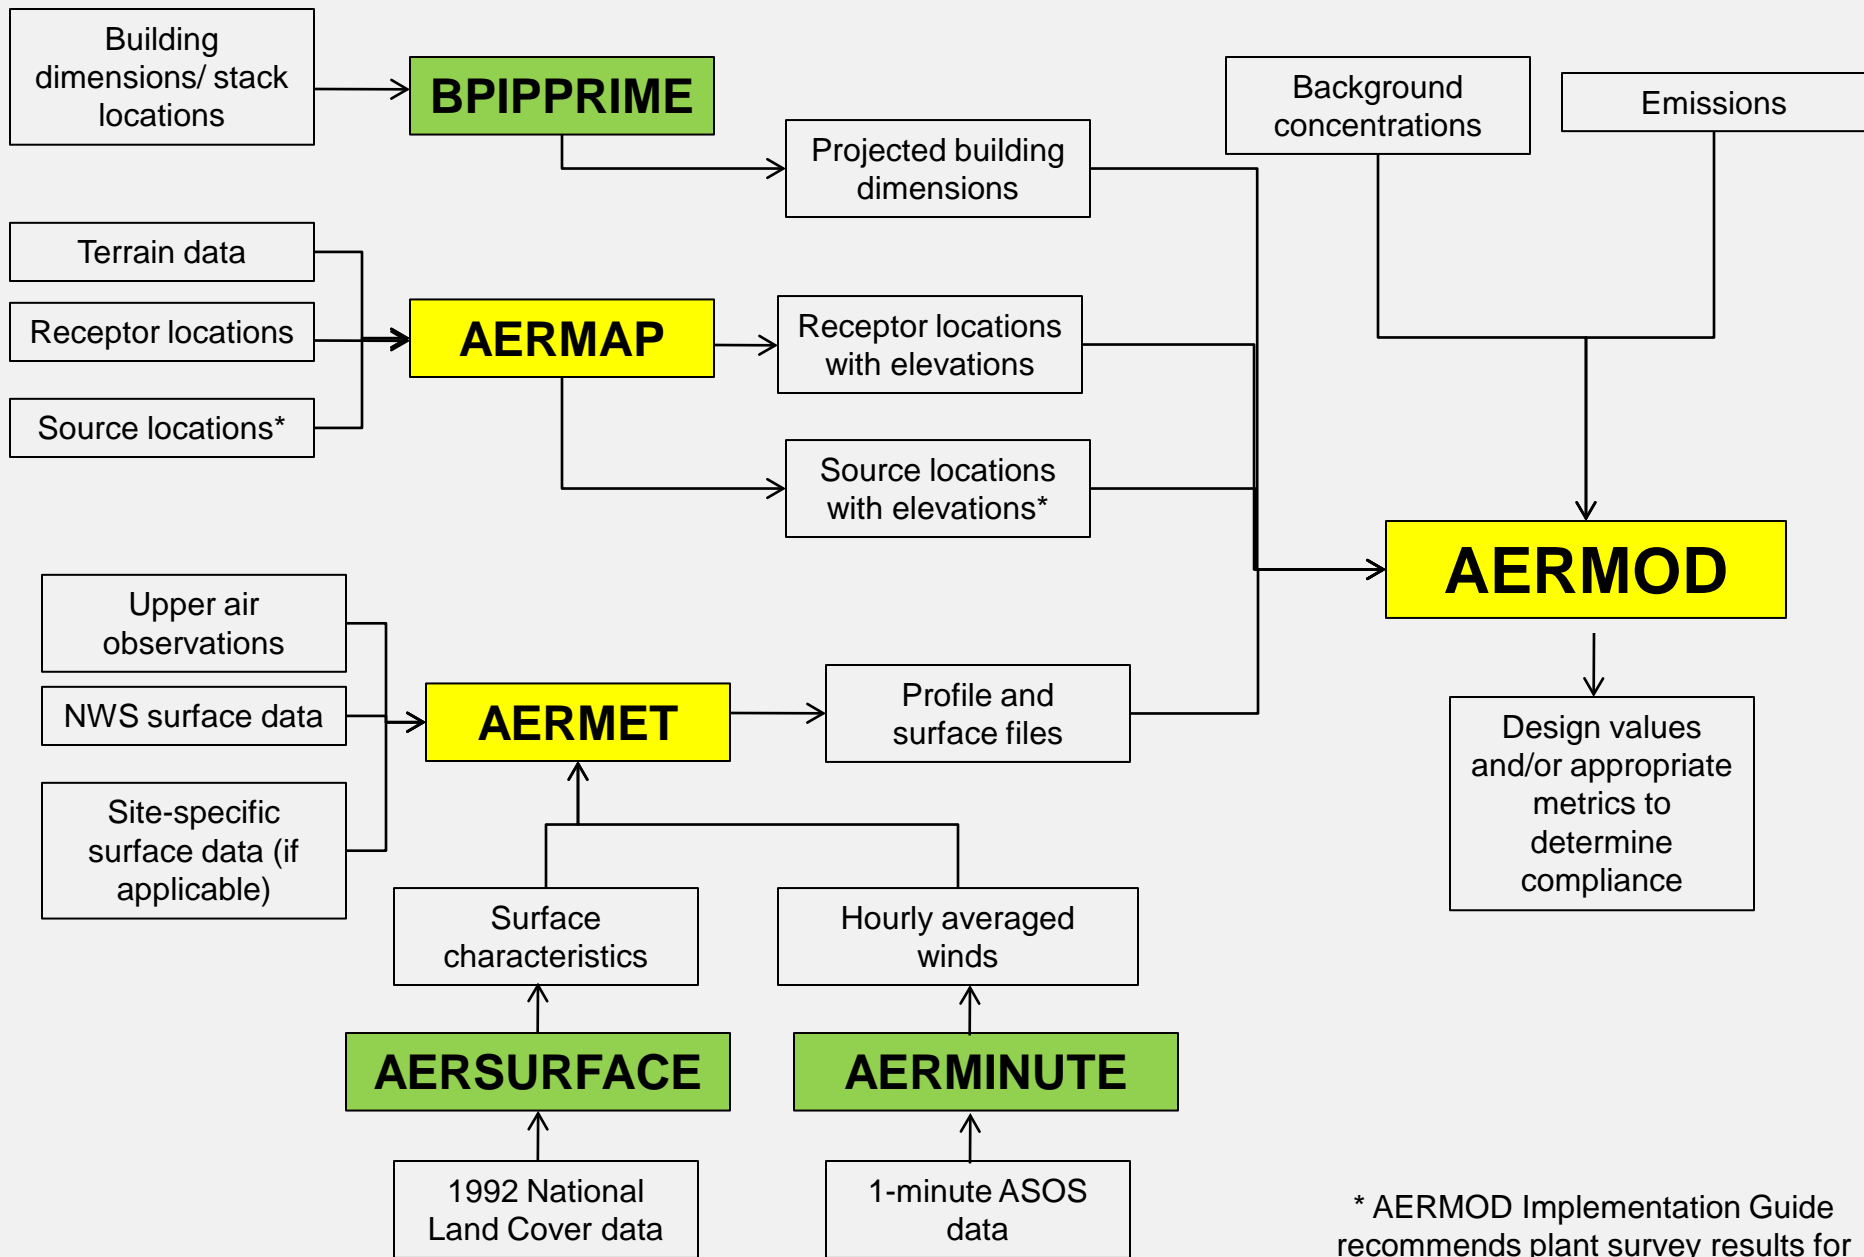 Building
dimensions/ stack
locations
BPIPPRIME
Projected building
dimensions
Background
concentrations
Emissions
Terrain data
Receptor locations
Source locations*
AERMAP
Receptor locations
with elevations
Source locations
with elevations*
AERMOD
Upper air
observations
NWS surface data
Site-specific
surface data (if
applicable)
AERMET
Profile and
surface files
Design values
and/or appropriate
metrics to
determine
compliance
Surface
characteristics
Hourly averaged
winds
AERSURFACE
AERMINUTE
1992 National
Land Cover data
1-minute ASOS
data
* AERMOD Implementation Guide
recommends plant survey results for